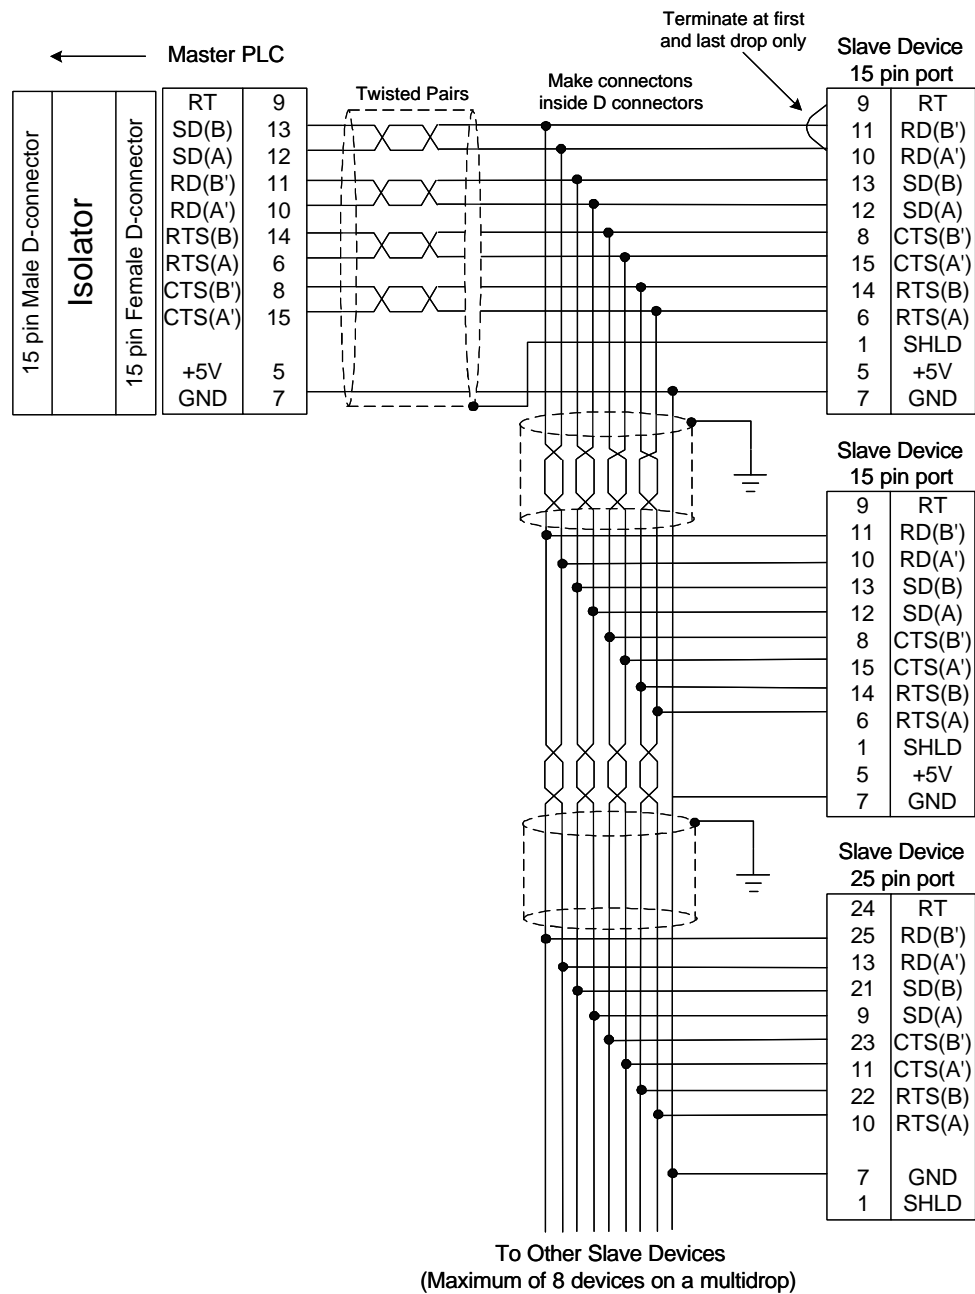 Terminate at first
and last drop only
Master PLC
Slave Device
15 pin port
Twisted Pairs
Make connectons
inside D connectors
15 pin Male D-connector
Isolator
15 pin Female D-connector
RT 9
SD(B) 13
SD(A) 12
RD(B') 11
RD(A') 10
RTS(B) 14
RTS(A) 6
CTS(B') 8
CTS(A') 15
+5V 5
GND 7
9 RT
11 RD(B')
10 RD(A')
13 SD(B)
12 SD(A)
8 CTS(B')
15 CTS(A')
14 RTS(B)
6 RTS(A)
1 SHLD
5 +5V
7 GND
Slave Device
15 pin port
9 RT
11 RD(B')
10 RD(A')
13 SD(B)
12 SD(A)
8 CTS(B')
15 CTS(A')
14 RTS(B)
6 RTS(A)
1 SHLD
5 +5V
7 GND
Slave Device
25 pin port
24 RT
25 RD(B')
13 RD(A')
21 SD(B)
9 SD(A)
23 CTS(B')
11 CTS(A')
22 RTS(B)
10 RTS(A)
7 GND
1 SHLD
To Other Slave Devices
(Maximum of 8 devices on a multidrop)